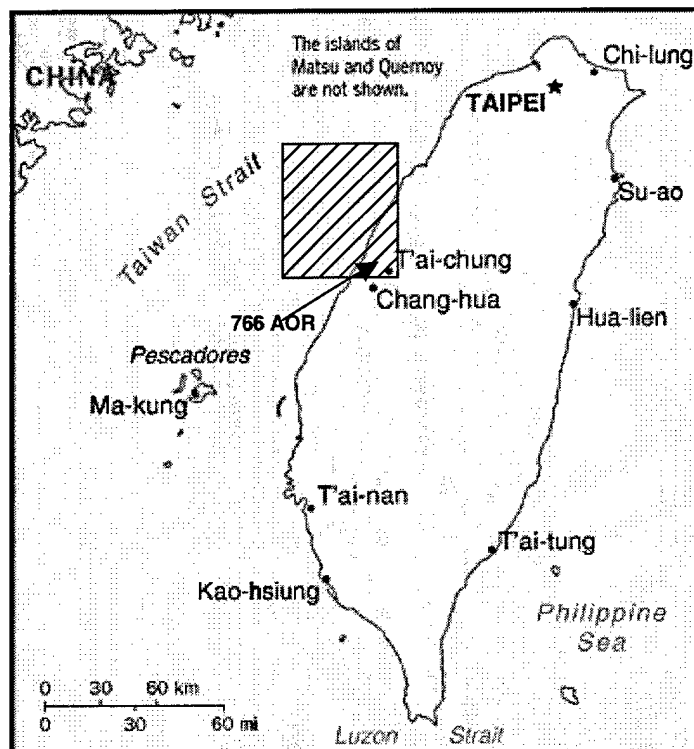 The islands of
Matsu and Quemoy
are not shown.
CHINA
Chi-lung
TAIPEI
Taiwan Strait
Su-ao
T'ai-chung
Chang-hua
766 AOR
Hua-lien
Pescadores
Ma-kung
T'ai-nan
T'ai-tung
Kao-hsiung
Philippine
Sea
0 30 60 km
0 30 60 mi
Luzon Strait